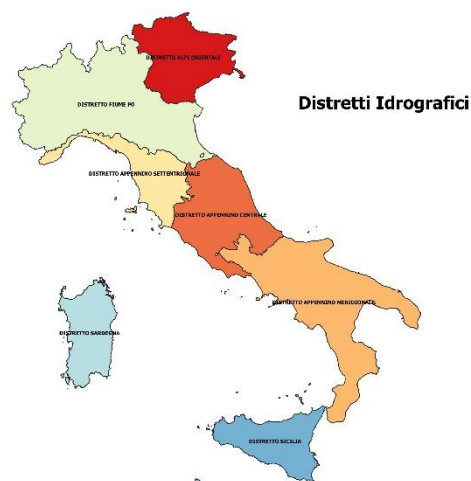 DISTRETTO ALPI ORIENTALI
DISTRETTO FIUME PO
Distretti Idrografici
DISTRETTO APPENNINO SETTENTRIONALE
DISTRETTO APPENNINO CENTRALE
DISTRETTO APPENNINO MERIDIONALE
DISTRETTO SARDEGNA
DISTRETTO SICILIA